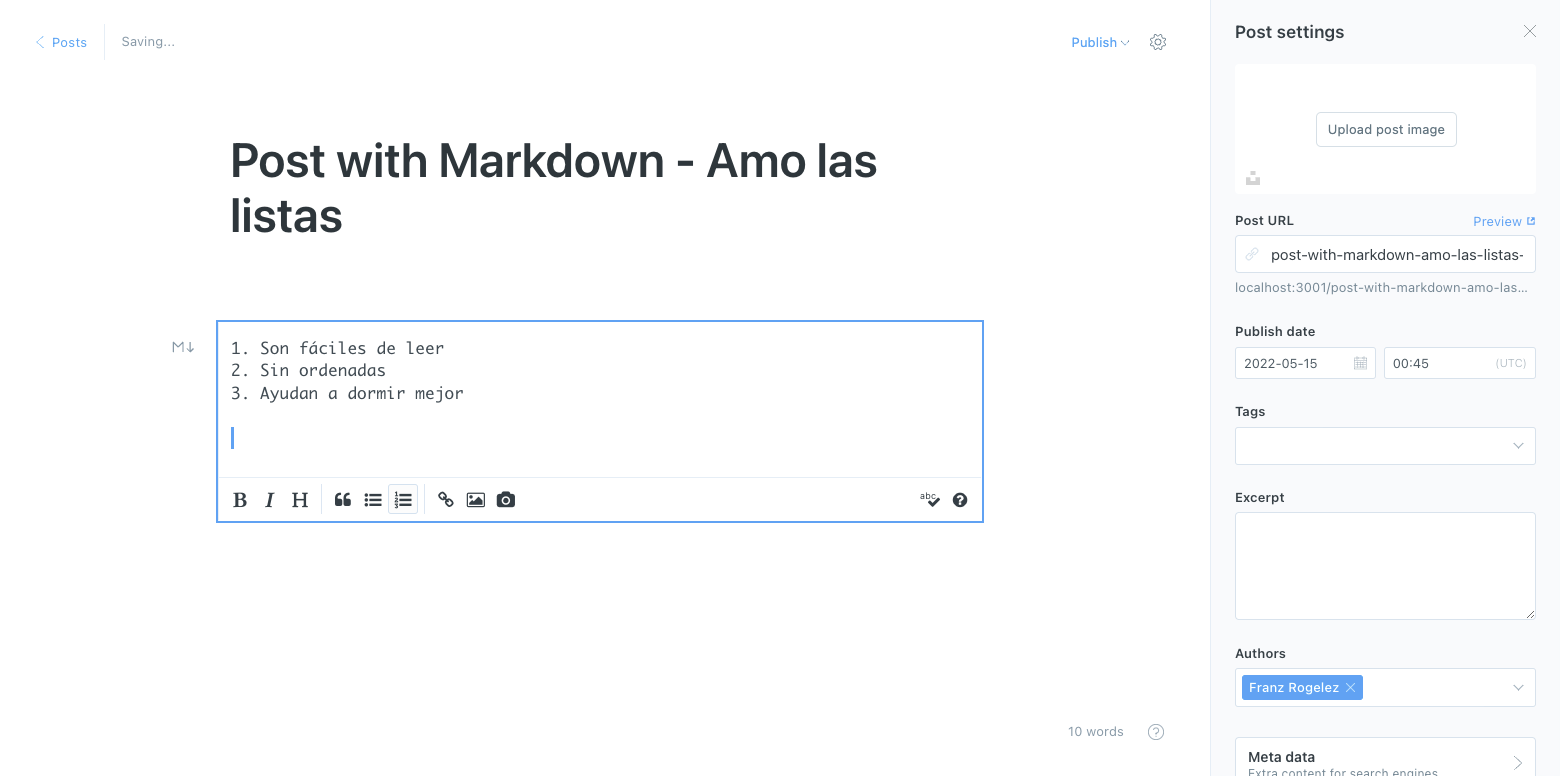 Posts
Saving...
Publish
Post settings
Upload post image
Post with Markdown - Amo las
listas
Post URL
Preview
post-with-markdown-amo-las-listas-
localhost:3001/post-with-markdown-amo-las...
M↓
1. Son fáciles de leer
2. Sin ordenadas
3. Ayudan a dormir mejor
Publish date
2022-05-15
00:45
(UTC)
Tags
B I H
abc
Excerpt
Authors
Franz Rogelez
10 words
Meta data
Extra content for search engines